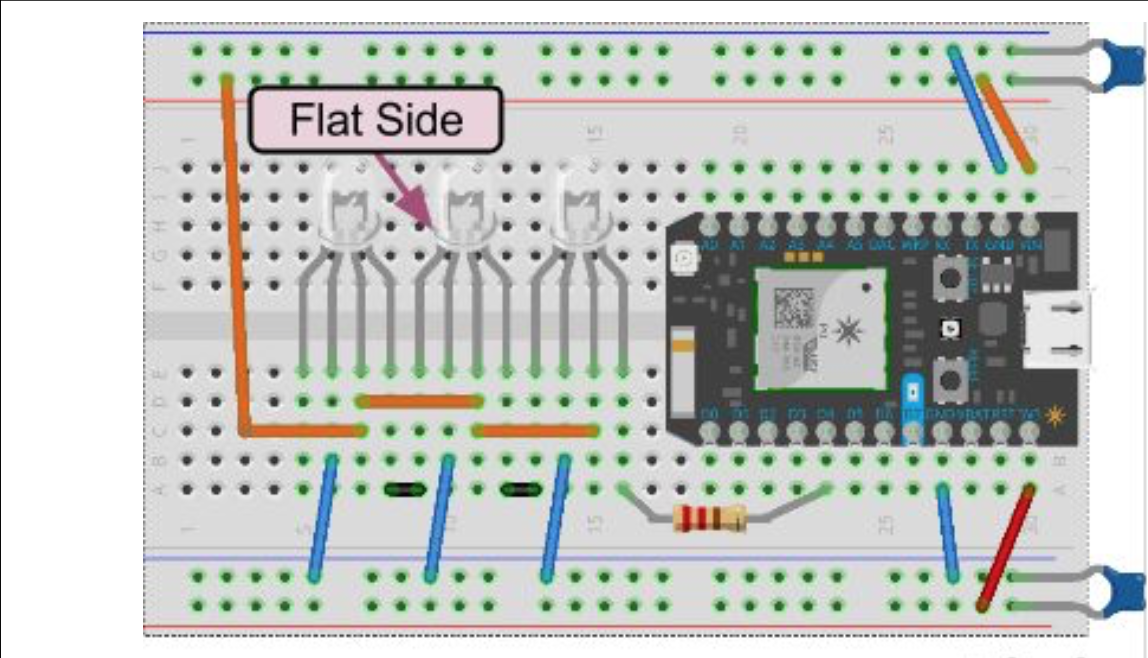 Flat Side
1
15
20
25
30
J J
I I
H
G
F
A0 A1 A2 A3 A4 A5 DAC WKP RX TX GND VIN
E
D
D0 D1 D2 D3 D4 D5 D6 D7 GND VBAT RST 3V3
C
B B
A A
1
5
10
15
25
30